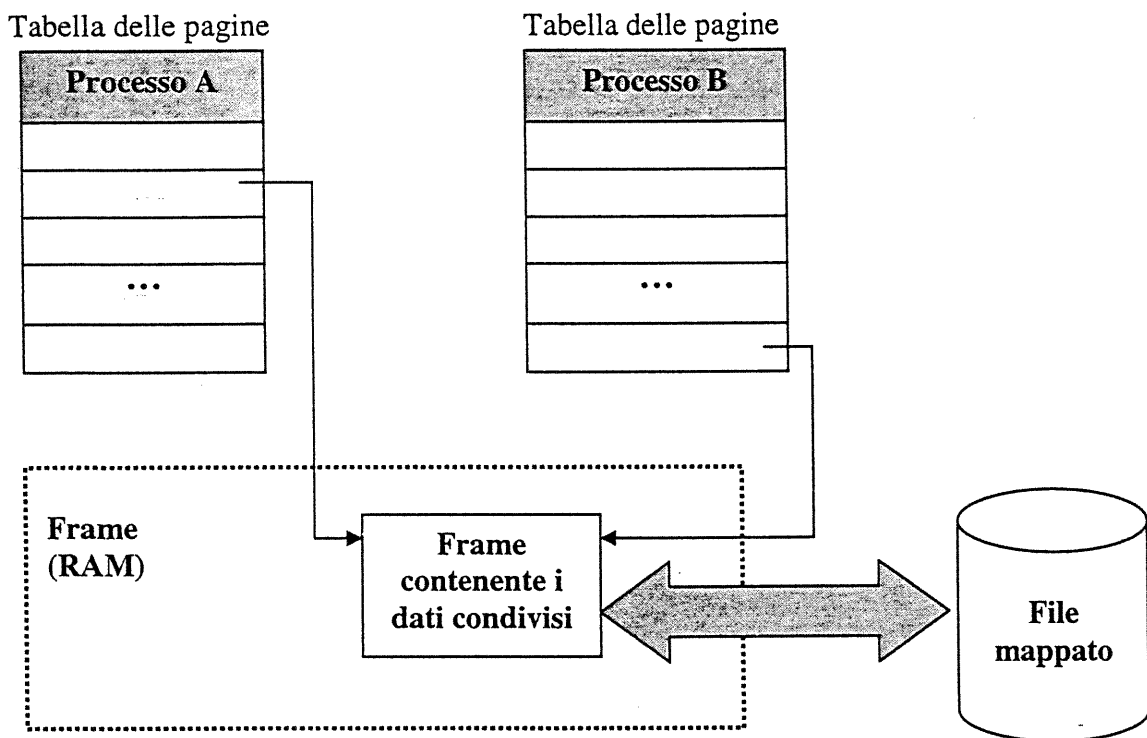 Tabella delle pagine
Processo A
...
Tabella delle pagine
Processo B
...
Frame
(RAM)
Frame
contenente i
dati condivisi
File
mappato